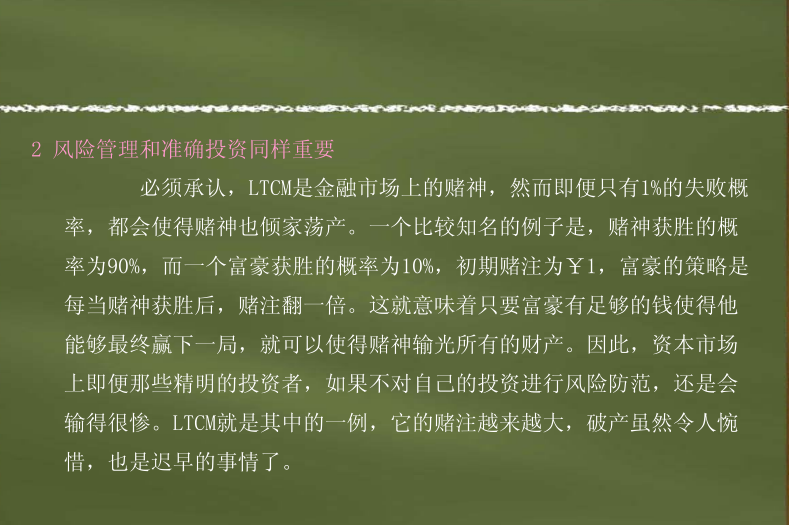 2 风险管理和准确投资同样重要
必须承认，LTCM是金融市场上的赌神，然而即便只有1%的失败概
率，都会使得赌神也倾家荡产。一个比较知名的例子是，赌神获胜的概
率为90%，而一个富豪获胜的概率为10%，初期赌注为￥1，富豪的策略是
每当赌神获胜后，赌注翻一倍。这就意味着只要富豪有足够的钱使得他
能够最终赢下一局，就可以使得赌神输光所有的财产。因此，资本市场
上即便那些精明的投资者，如果不对自己的投资进行风险防范，还是会
输得很惨。LTCM就是其中的一例，它的赌注越来越大，破产虽然令人惋
惜，也是迟早的事情了。